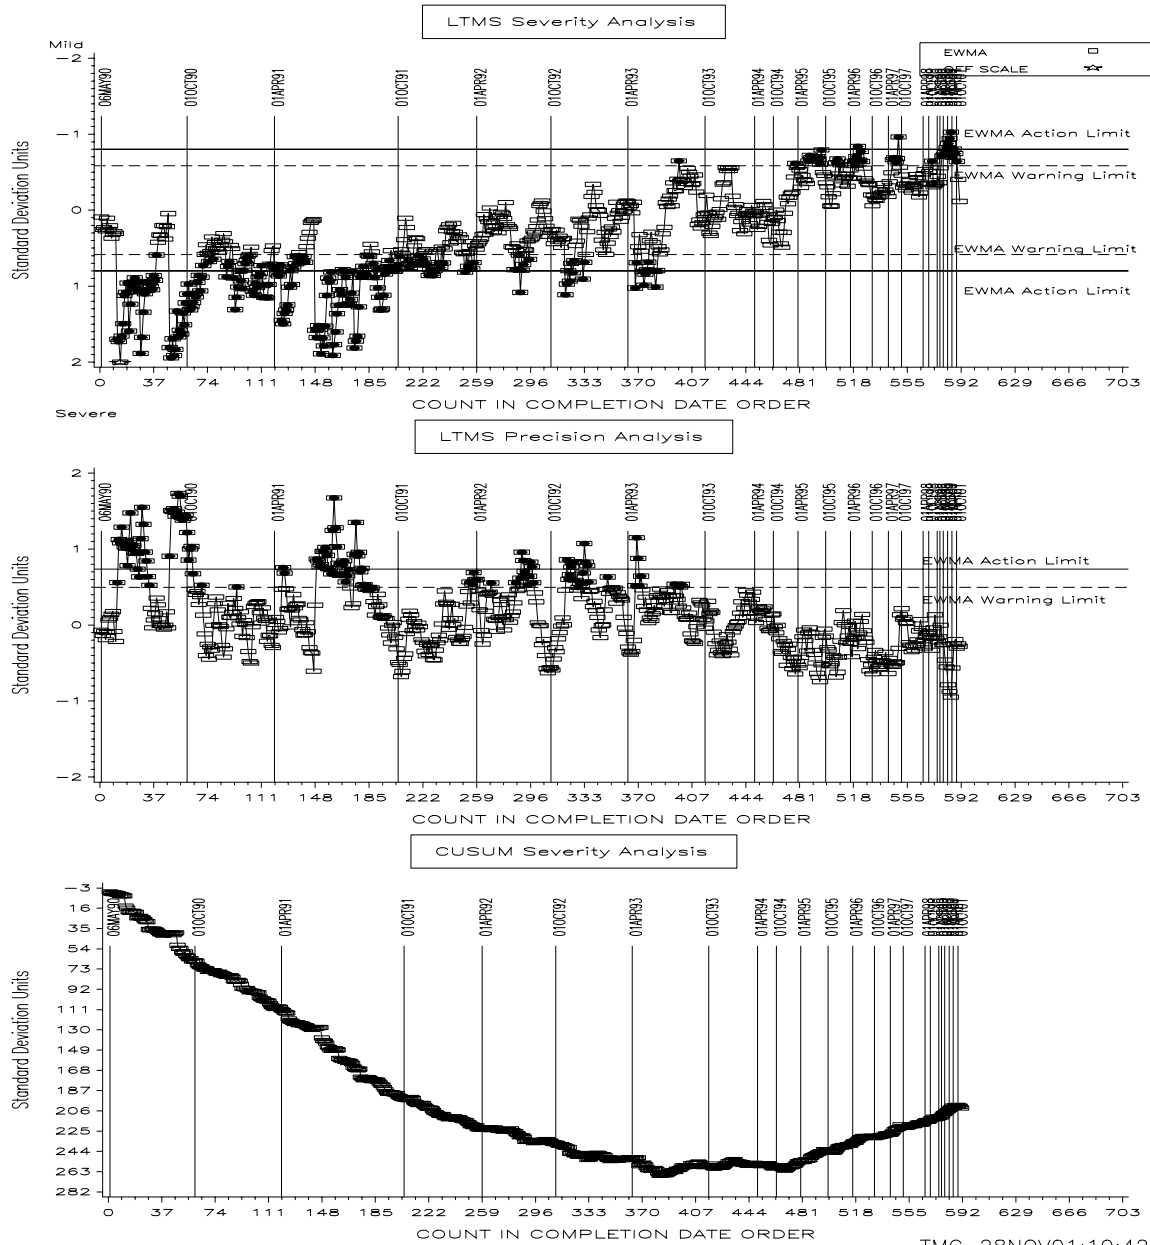 LTMS Severity Analysis
Mild
EWMA
OFF SCALE
-2
-1
0
1
2
Standard Deviation Units
06MAY90
01OCT90
01APR91
01OCT91
01APR92
01OCT92
01APR93
01OCT93
01APR94
01OCT94
01APR95
01OCT95
01APR96
01OCT96
01APR97
01OCT97
01APR98
EWMA Action Limit
EWMA Warning Limit
EWMA Warning Limit
EWMA Action Limit
0 37 74 111 148 185 222 259 296 333 370 407 444 481 518 555 592 629 666 703
COUNT IN COMPLETION DATE ORDER
Severe
LTMS Precision Analysis
2
1
0
-1
-2
Standard Deviation Units
06MAY90
01OCT90
01APR91
01OCT91
01APR92
01OCT92
01APR93
01OCT93
01APR94
01OCT94
01APR95
01OCT95
01APR96
01OCT96
01APR97
01OCT97
01APR98
EWMA Action Limit
EWMA Warning Limit
0 37 74 111 148 185 222 259 296 333 370 407 444 481 518 555 592 629 666 703
COUNT IN COMPLETION DATE ORDER
CUSUM Severity Analysis
-3
16
35
54
73
92
111
130
149
168
187
206
225
244
263
282
Standard Deviation Units
06MAY90
01OCT90
01APR91
01OCT91
01APR92
01OCT92
01APR93
01OCT93
01APR94
01OCT94
01APR95
01OCT95
01APR96
01OCT96
01APR97
01OCT97
01APR98
0 37 74 111 148 185 222 259 296 333 370 407 444 481 518 555 592 629 666 703
COUNT IN COMPLETION DATE ORDER